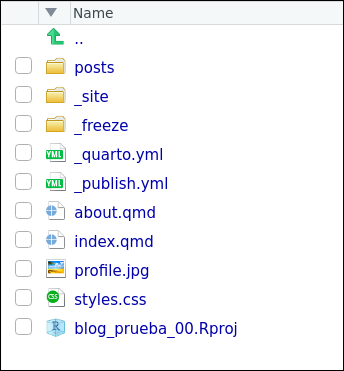 Name
..
posts
_site
_freeze
YML _quarto.yml
YML _publish.yml
about.qmd
index.qmd
profile.jpg
CSS styles.css
R blog_prueba_00.Rproj